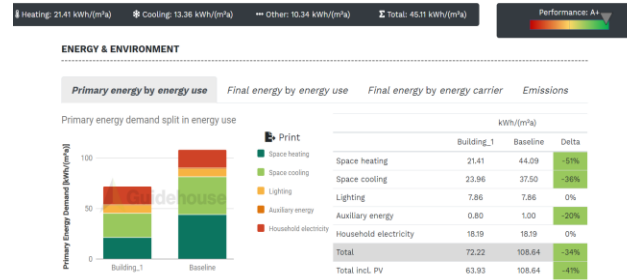 Heating: 21.41 kWh/(m²a) Cooling: 13.36 kWh/(m²a) Other: 10.34 kWh/(m²a) Σ Total: 45.11 kWh/(m²a) Performance: A+
ENERGY & ENVIRONMENT
Primary energy by energy use Final energy by energy use Final energy by energy carrier Emissions
Primary energy demand split in energy use
Print
Primary Energy Demand [kWh/(m²a)]
100
50
0
Building_1 Baseline
Guidehouse
Space heating
Space cooling
Lighting
Auxiliary energy
Household electricity
kWh/(m²a)
Building_1 Baseline Delta
Space heating 21.41 44.09 -51%
Space cooling 23.96 37.50 -36%
Lighting 7.86 7.86 0%
Auxiliary energy 0.80 1.00 -20%
Household electricity 18.19 18.19 0%
Total 72.22 108.64 -34%
Total incl. PV 63.93 108.64 -41%